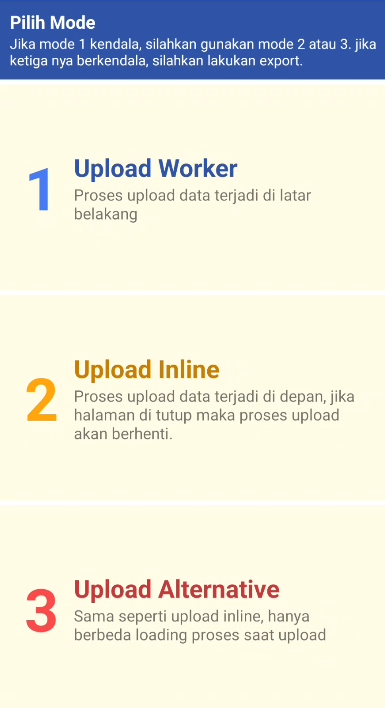 Pilih Mode
Jika mode 1 kendala, silahkan gunakan mode 2 atau 3. jika
ketiga nya berkendala, silahkan lakukan export.
1
Upload Worker
Proses upload data terjadi di latar
belakang
2
Upload Inline
Proses upload data terjadi di depan, jika
halaman di tutup maka proses upload
akan berhenti.
3
Upload Alternative
Sama seperti upload inline, hanya
berbeda loading proses saat upload